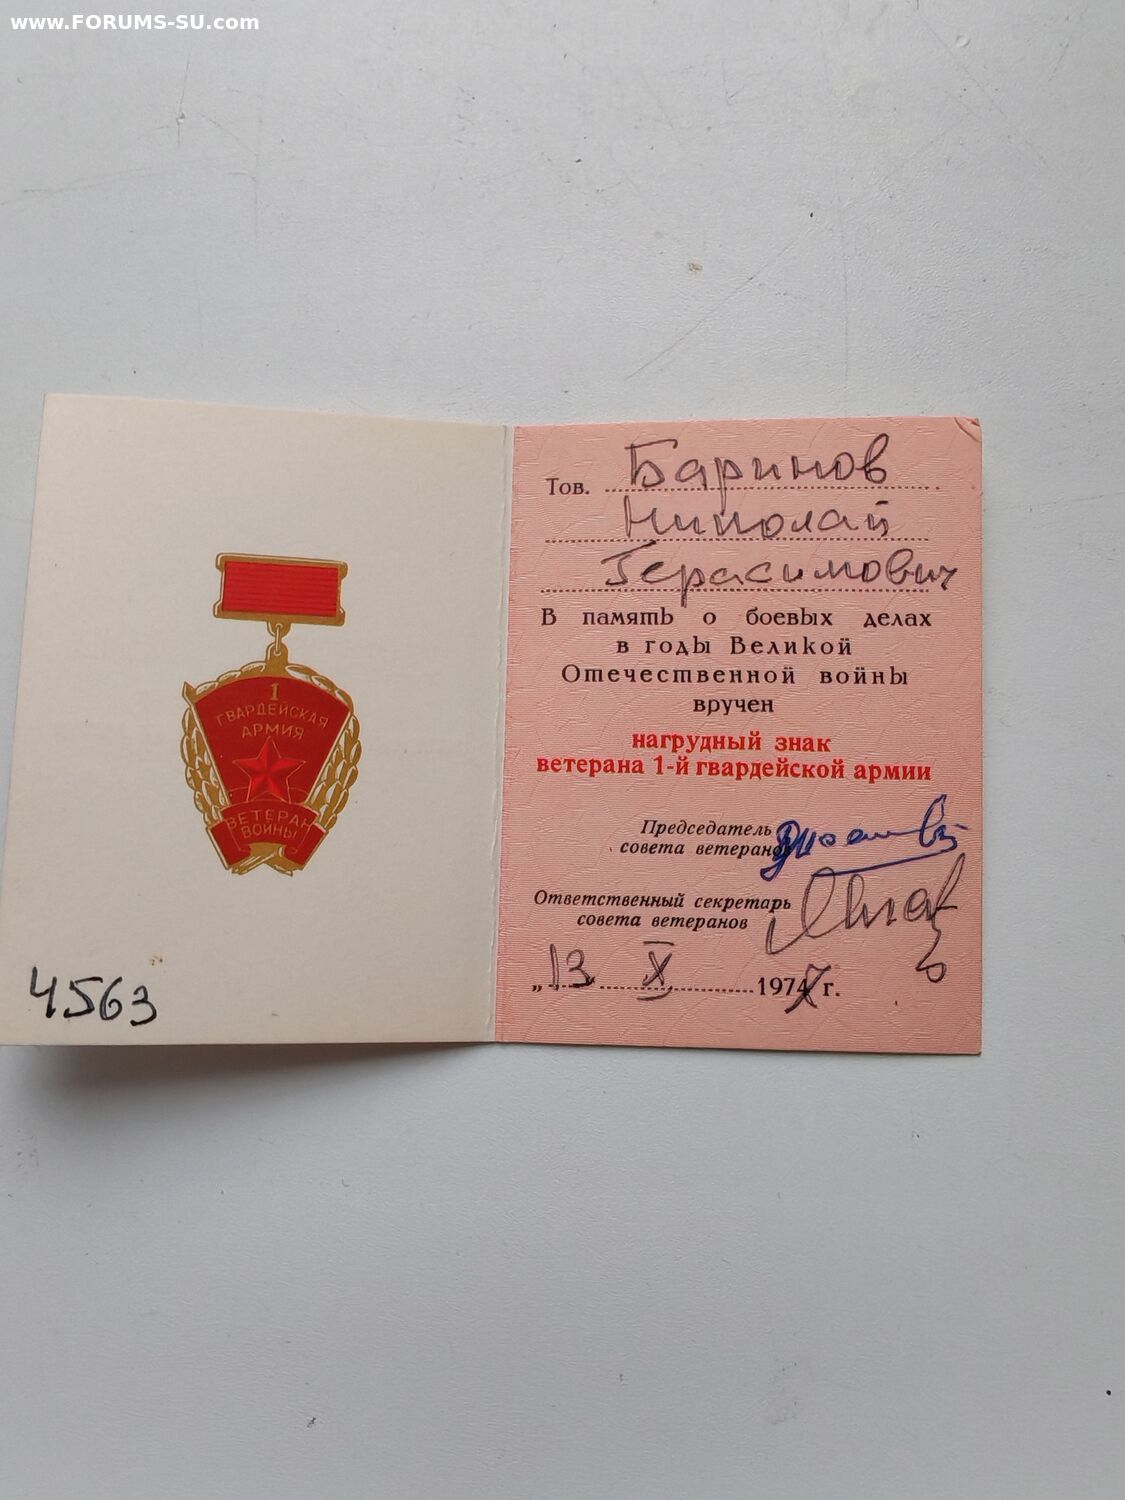 www.FORUMS-SU.com
1
ГВАРДЕЙСКАЯ
АРМИЯ
ВЕТЕРАН
ВОЙНЫ
4563
Тов. Баринов
Николай
Герасимович
В память о боевых делах
в годы Великой
Отечественной войны
вручен
нагрудный знак
ветерана 1-й гвардейской армии
Председатель
совета ветеранов
Ответственный секретарь
совета ветеранов
„13 X 1977 г.